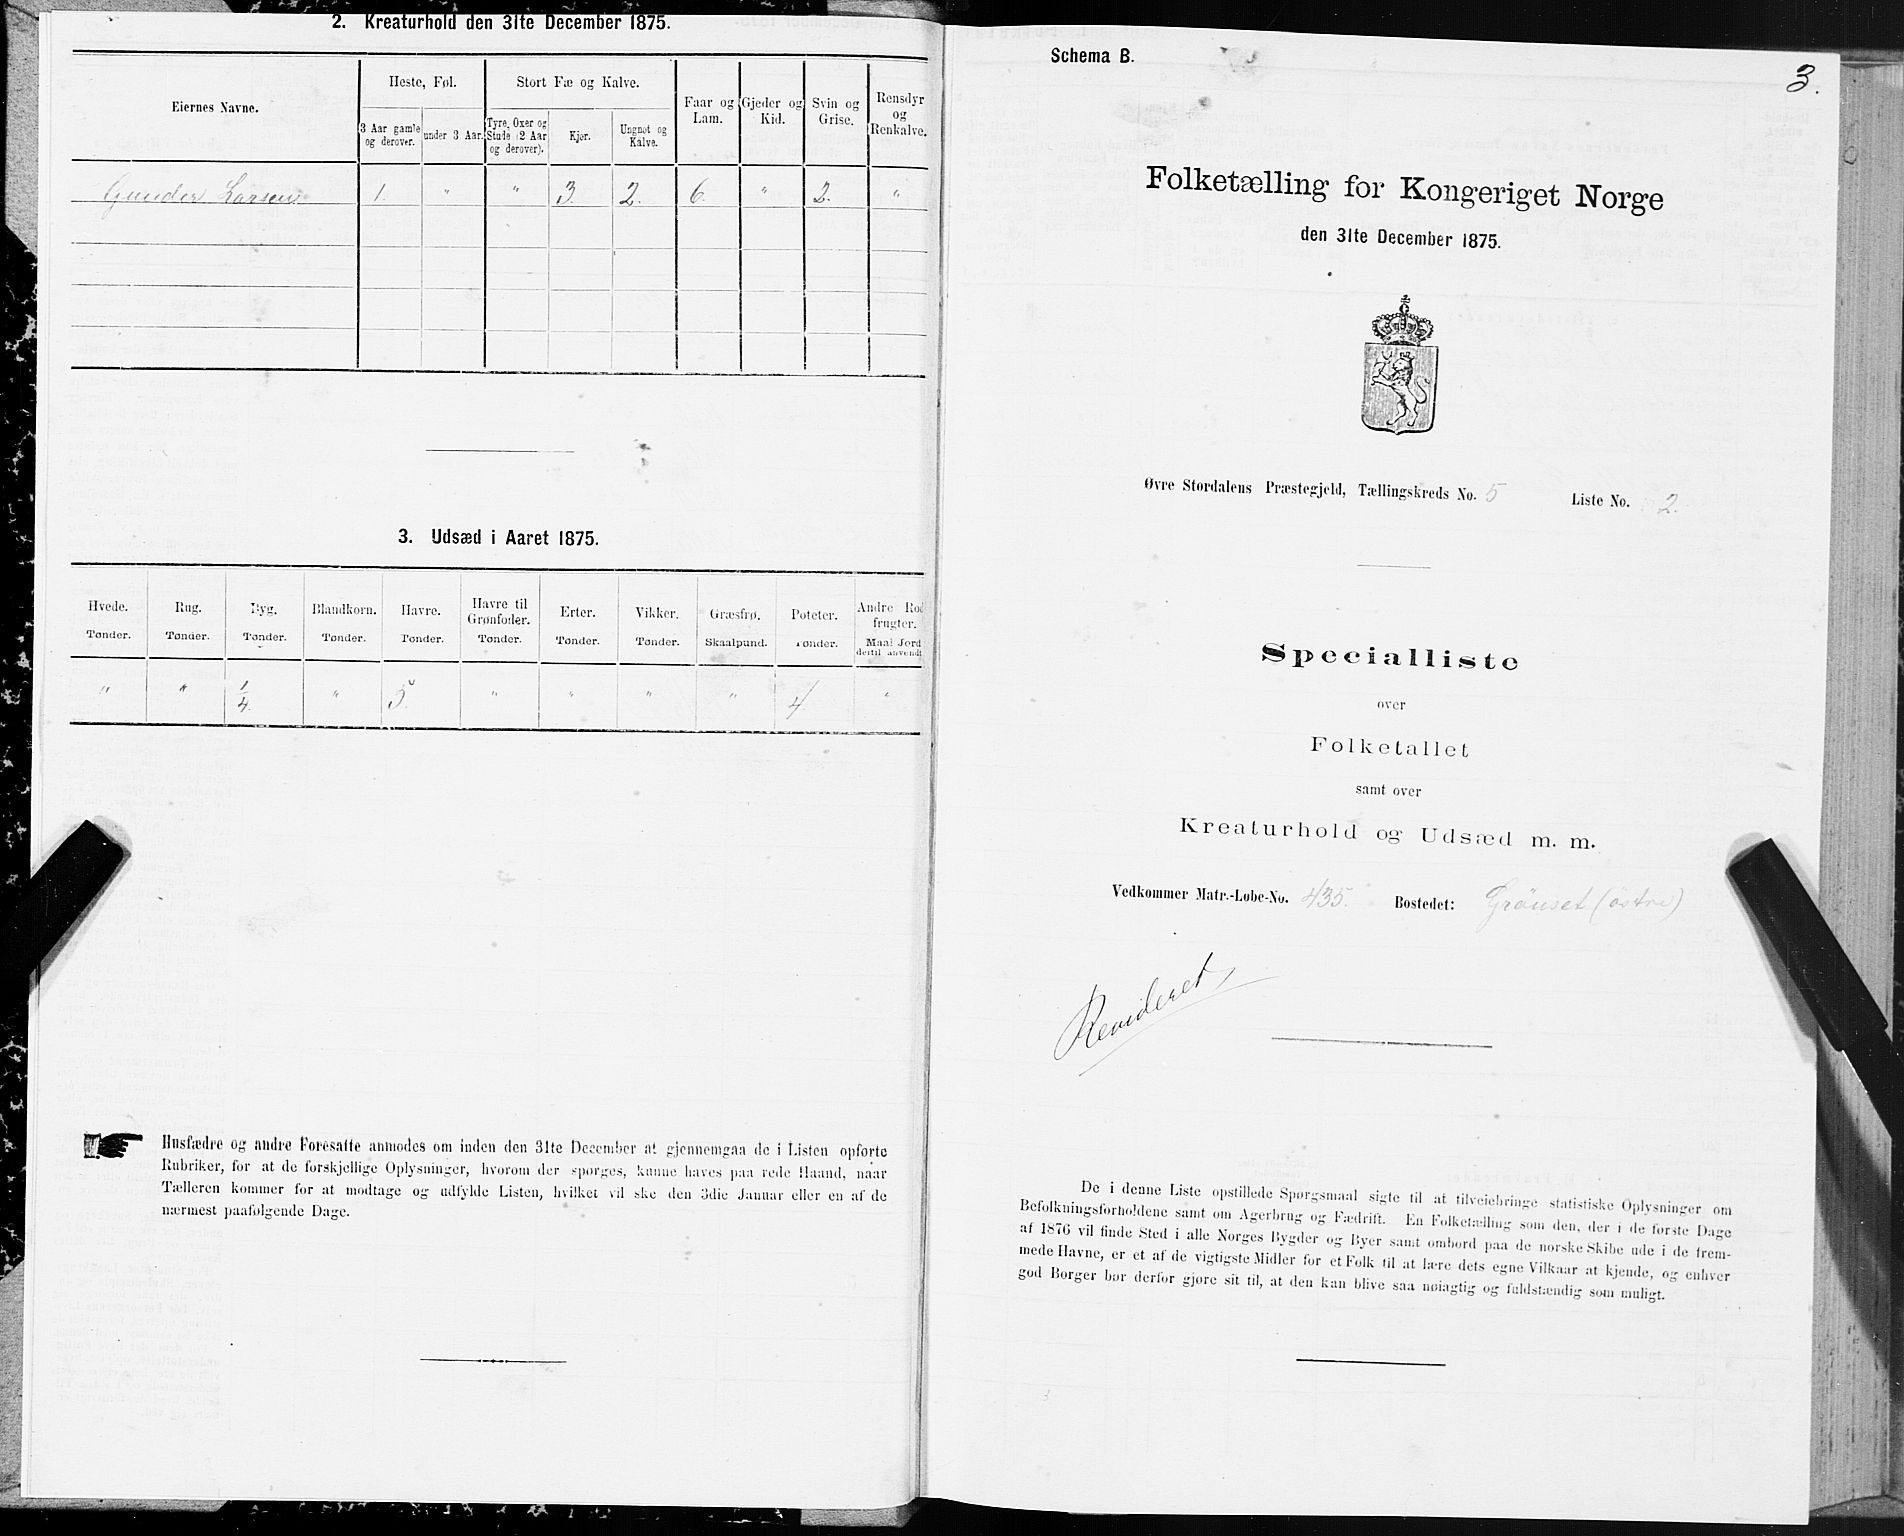 2. Kreaturhold den 31te December 1875.
Eiernes Navne.
Heste, Føl.
Stort Fæ og Kalve.
Faar og Lam.
Gjeder og Kid.
Svin og Grise.
Rensdyr og Renkalve.
3 Aar gamle og derover.
under 3 Aar.
Tyre, Oxer og Stude (2 Aar og derover).
Kjør.
Ungnøt og Kalve.
Gunder Larsen 1. " " 3. 2. 6. " 2. "
3. Udsæd i Aaret 1875.
Hvede. Rug. Byg. Blandkorn. Havre. Havre til Grønfoder. Erter. Vikker. Græsfrø. Poteter. Andre Rodfrugter.
Tønder. Tønder. Tønder. Tønder. Tønder. Tønder. Tønder. Tønder. Skaalpund. Tønder. Maal Jord dertil anvendt
" " 1/4 " 5. " " " " 4 "
Husfædre og andre Foresatte anmodes om inden den 31te December at gjennemgaa de i Listen opførte
Rubriker, for at de forskjellige Oplysninger, hvorom der spørges, kunne haves paa rede Haand, naar
Tælleren kommer for at modtage og udfylde Listen, hvilket vil ske den 3die Januar eller en af de
nærmest paafølgende Dage.
Schema B.
3.
Folketælling for Kongeriget Norge
den 31te December 1875.
Øvre Stordalens Præstegjeld, Tællingskreds No. 5 Liste No. 2.
Specialliste
over
Folketallet
samt over
Kreaturhold og Udsæd m. m.
Vedkommer Matr.-Løbe-No. 435. Bostedet: Grönset (östre)
Revideret
De i denne Liste opstillede Spørgsmaal sigte til at tilveiebringe statistiske Oplysninger om
Befolkningsforholdene samt om Agerbrug og Fædrift. En Folketælling som den, der i de første Dage
af 1876 vil finde Sted i alle Norges Bygder og Byer samt ombord paa de norske Skibe ude i de frem-
mede Havne, er et af de vigtigste Midler for et Folk til at lære dets egne Vilkaar at kjende, og enhver
god Borger bør derfor gjøre sit til, at den kan blive saa nøiagtig og fuldstændig som muligt.